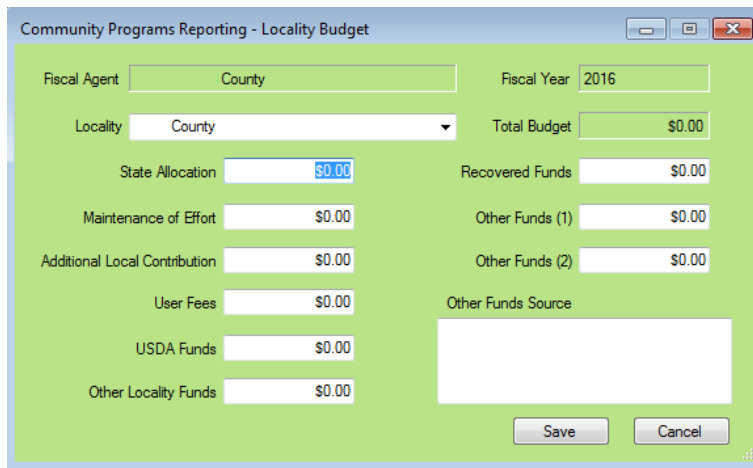 Community Programs Reporting - Locality Budget
Fiscal Agent County Fiscal Year 2016
Locality County Total Budget $0.00
State Allocation $0.00 Recovered Funds $0.00
Maintenance of Effort $0.00 Other Funds (1) $0.00
Additional Local Contribution $0.00 Other Funds (2) $0.00
User Fees $0.00 Other Funds Source
USDA Funds $0.00
Other Locality Funds $0.00
Save Cancel